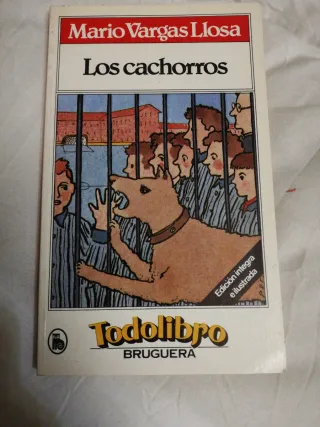 Mario Vargas Llosa
Los cachorros
Edición íntegra
e ilustrada
Todolibro
BRUGUERA